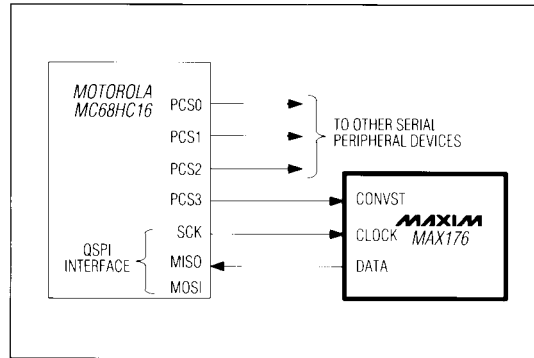 MOTOROLA
MC68HC16
PCS0
PCS1
PCS2
PCS3
SCK
MISO
MOSI
QSPI
INTERFACE
TO OTHER SERIAL
PERIPHERAL DEVICES
CONVST
MAXIM
CLOCK
MAX176
DATA